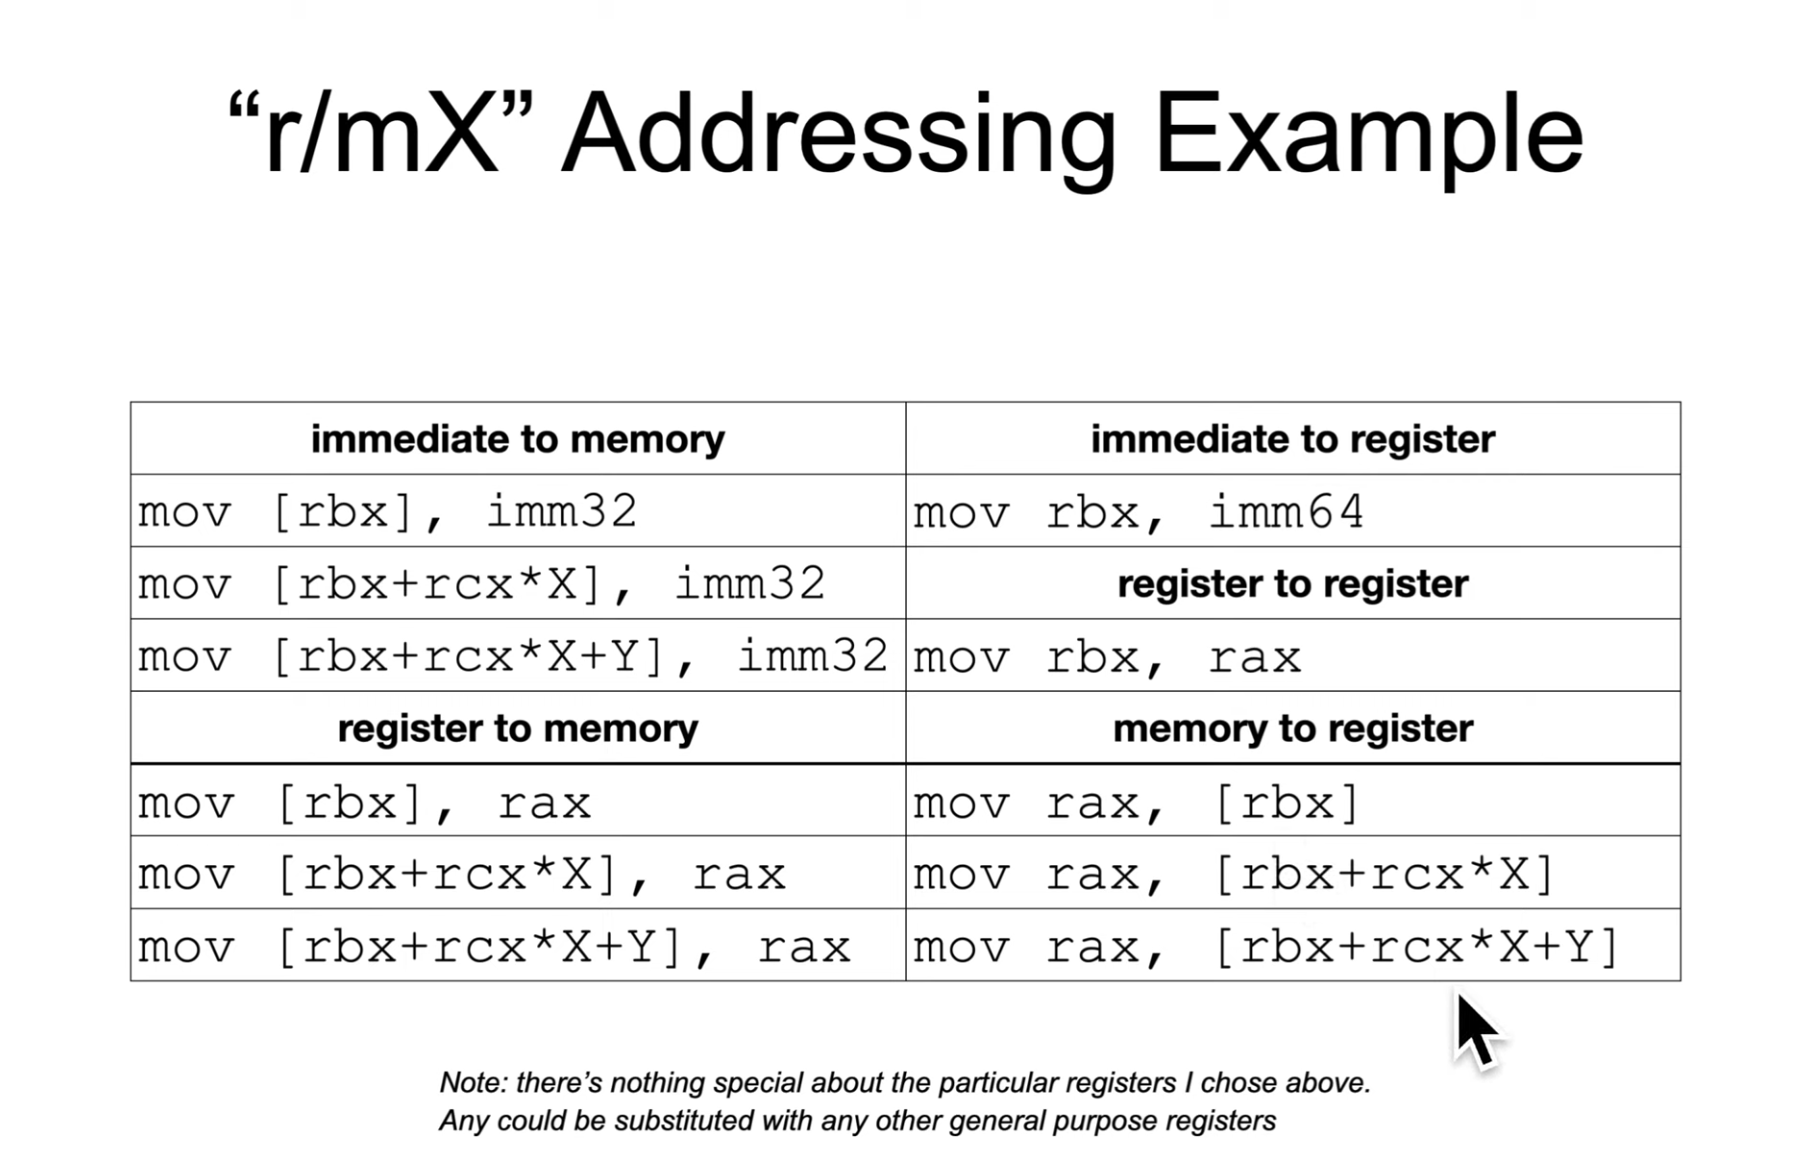 “r/mX” Addressing Example
immediate to memory
immediate to register
mov [rbx], imm32
mov rbx, imm64
mov [rbx+rcx*X], imm32
register to register
mov [rbx+rcx*X+Y], imm32
mov rbx, rax
register to memory
memory to register
mov [rbx], rax
mov rax, [rbx]
mov [rbx+rcx*X], rax
mov rax, [rbx+rcx*X]
mov [rbx+rcx*X+Y], rax
mov rax, [rbx+rcx*X+Y]
Note: there’s nothing special about the particular registers I chose above.
Any could be substituted with any other general purpose registers